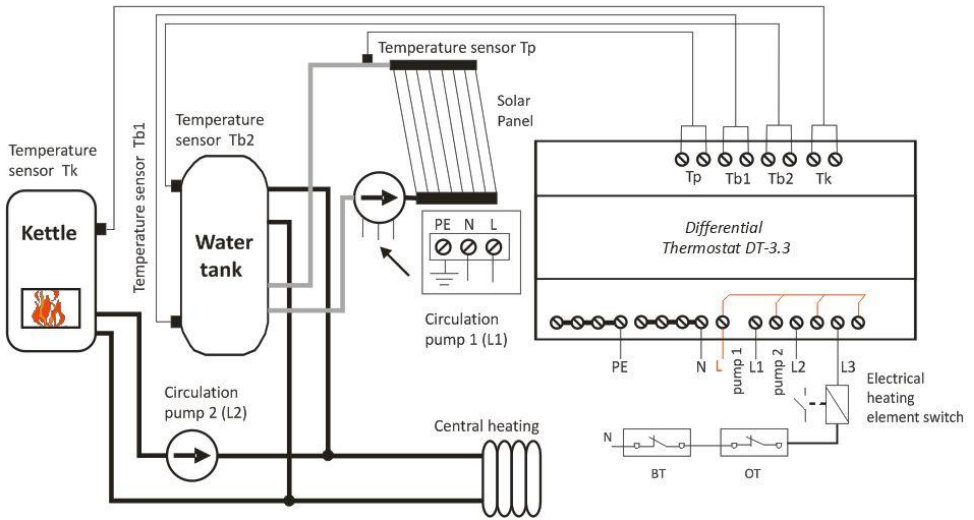 Temperature sensor Tp
Solar
Panel
Temperature
sensor Tb2
Temperature sensor Tb1
Temperature
sensor Tk
Kettle
Water
tank
PE N L
Circulation
pump 1 (L1)
Tp Tb1 Tb2 Tk
Differential
Thermostat DT-3.3
PE N L pump 1 L1 pump 2 L2 L3
Electrical
heating
element switch
Circulation
pump 2 (L2)
Central heating
N
BT OT